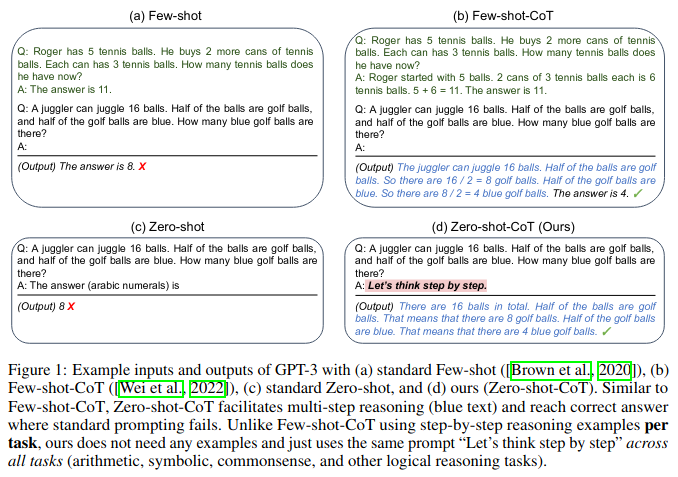 (a) Few-shot
Q: Roger has 5 tennis balls. He buys 2 more cans of tennis
balls. Each can has 3 tennis balls. How many tennis balls does
he have now?
A: The answer is 11.
Q: A juggler can juggle 16 balls. Half of the balls are golf balls,
and half of the golf balls are blue. How many blue golf balls are
there?
A:
(Output) The answer is 8. ✗
(b) Few-shot-CoT
Q: Roger has 5 tennis balls. He buys 2 more cans of tennis
balls. Each can has 3 tennis balls. How many tennis balls does
he have now?
A: Roger started with 5 balls. 2 cans of 3 tennis balls each is 6
tennis balls. 5 + 6 = 11. The answer is 11.
Q: A juggler can juggle 16 balls. Half of the balls are golf balls,
and half of the golf balls are blue. How many blue golf balls are
there?
A:
(Output) The juggler can juggle 16 balls. Half of the balls are golf
balls. So there are 16 / 2 = 8 golf balls. Half of the golf balls are
blue. So there are 8 / 2 = 4 blue golf balls. The answer is 4. ✓
(c) Zero-shot
Q: A juggler can juggle 16 balls. Half of the balls are golf balls,
and half of the golf balls are blue. How many blue golf balls are
there?
A: The answer (arabic numerals) is
(Output) 8 ✗
(d) Zero-shot-CoT (Ours)
Q: A juggler can juggle 16 balls. Half of the balls are golf balls,
and half of the golf balls are blue. How many blue golf balls are
there?
A: Let's think step by step.
(Output) There are 16 balls in total. Half of the balls are golf
balls. That means that there are 8 golf balls. Half of the golf balls
are blue. That means that there are 4 blue golf balls. ✓
Figure 1: Example inputs and outputs of GPT-3 with (a) standard Few-shot ([Brown et al., 2020]), (b)
Few-shot-CoT ([Wei et al., 2022]), (c) standard Zero-shot, and (d) ours (Zero-shot-CoT). Similar to
Few-shot-CoT, Zero-shot-CoT facilitates multi-step reasoning (blue text) and reach correct answer
where standard prompting fails. Unlike Few-shot-CoT using step-by-step reasoning examples per
task, ours does not need any examples and just uses the same prompt “Let's think step by step” across
all tasks (arithmetic, symbolic, commonsense, and other logical reasoning tasks).